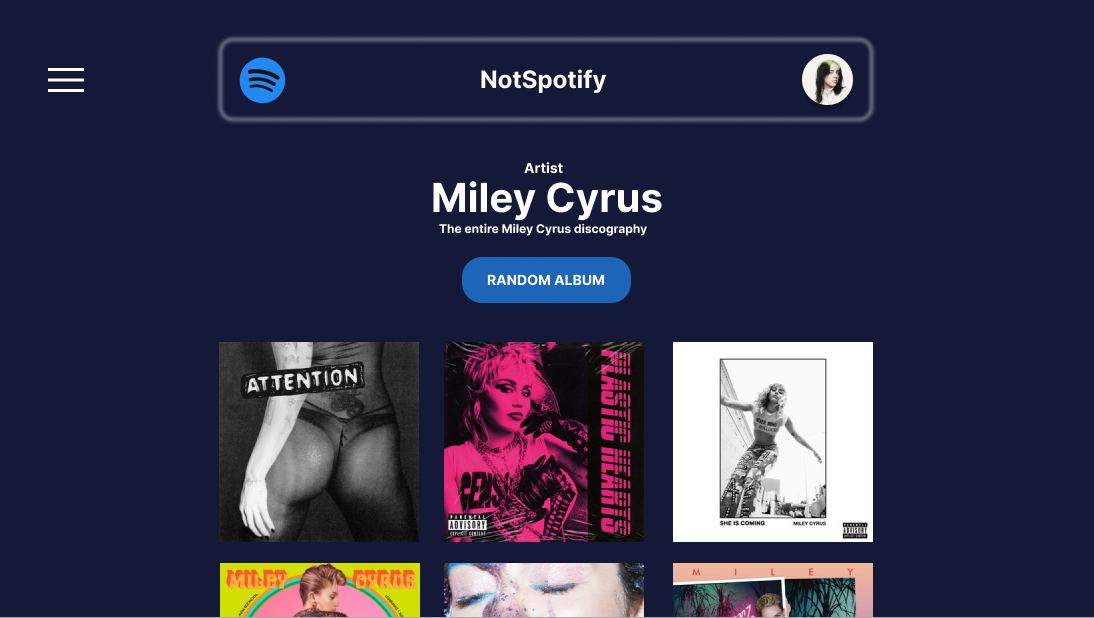 NotSpotify
Artist
Miley Cyrus
The entire Miley Cyrus discography
RANDOM ALBUM
ATTENTION
PLASTIC HEARTS
PARENTAL
ADVISORY
EXPLICIT CONTENT
SHE IS COMING
MILEY CYRUS
PARENTAL
ADVISORY
EXPLICIT CONTENT
MILEY CYRUS
MILEY